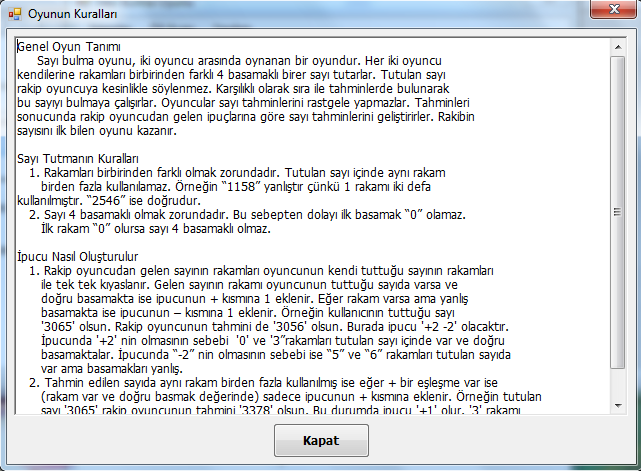 Oyunun Kuralları
Genel Oyun Tanımı
Sayı bulma oyunu, iki oyuncu arasında oynanan bir oyundur. Her iki oyuncu
kendilerine rakamları birbirinden farklı 4 basamaklı birer sayı tutarlar. Tutulan sayı
rakip oyuncuya kesinlikle söylenmez. Karşılıklı olarak sıra ile tahminlerde bulunarak
bu sayıyı bulmaya çalışırlar. Oyuncular sayı tahminlerini rastgele yapmazlar. Tahminleri
sonucunda rakip oyuncudan gelen ipuçlarına göre sayı tahminlerini geliştirirler. Rakibin
sayısını ilk bilen oyunu kazanır.
Sayı Tutmanın Kuralları
1. Rakamları birbirinden farklı olmak zorundadır. Tutulan sayı içinde aynı rakam
birden fazla kullanılamaz. Örneğin “1158” yanlıştır çünkü 1 rakamı iki defa
kullanılmıştır. “2546” ise doğrudur.
2. Sayı 4 basamaklı olmak zorundadır. Bu sebepten dolayı ilk basamak “0” olamaz.
İlk rakam “0” olursa sayı 4 basamaklı olmaz.
İpucu Nasıl Oluşturulur
1. Rakip oyuncudan gelen sayının rakamları oyuncunun kendi tuttuğu sayının rakamları
ile tek tek kıyaslanır. Gelen sayının rakamı oyuncunun tuttuğu sayıda varsa ve
doğru basamakta ise ipucunun + kısmına 1 eklenir. Eğer rakam varsa ama yanlış
basamakta ise ipucunun – kısmına 1 eklenir. Örneğin kullanıcının tuttuğu sayı
'3065' olsun. Rakip oyuncunun tahmini de '3056' olsun. Burada ipucu '+2 -2' olacaktır.
İpucunda '+2' nin olmasının sebebi '0' ve '3”rakamları tutulan sayı içinde var ve doğru
basamaktalar. İpucunda “-2” nin olmasının sebebi ise “5” ve “6” rakamları tutulan sayıda
var ama basamakları yanlış.
2. Tahmin edilen sayıda aynı rakam birden fazla kullanılmış ise eğer + bir eşleşme var ise
(rakam var ve doğru basmak değerinde) sadece ipucunun + kısmına eklenir. Örneğin tutulan
sayı '3065' rakip oyuncunun tahmini '3378' olsun. Bu durumda ipucu '+1' olur. '3' rakamı
Kapat